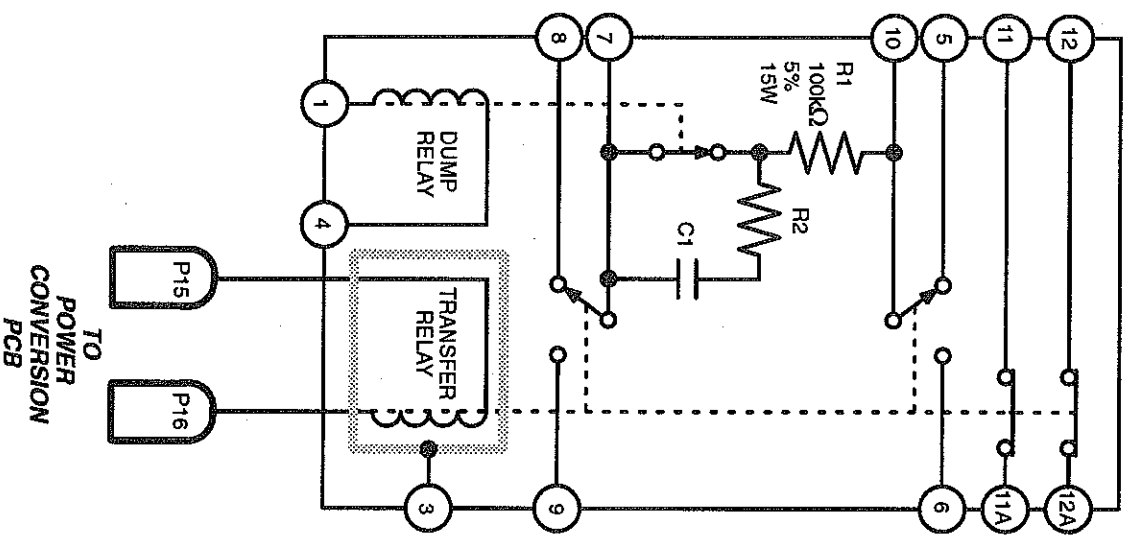 8
7
10
5
11
12
R1
100kΩ
5%
15W
R2
C1
1
DUMP
RELAY
4
P15
TRANSFER
RELAY
P16
3
9
6
11A
12A
TO
POWER
CONVERSION
PCB